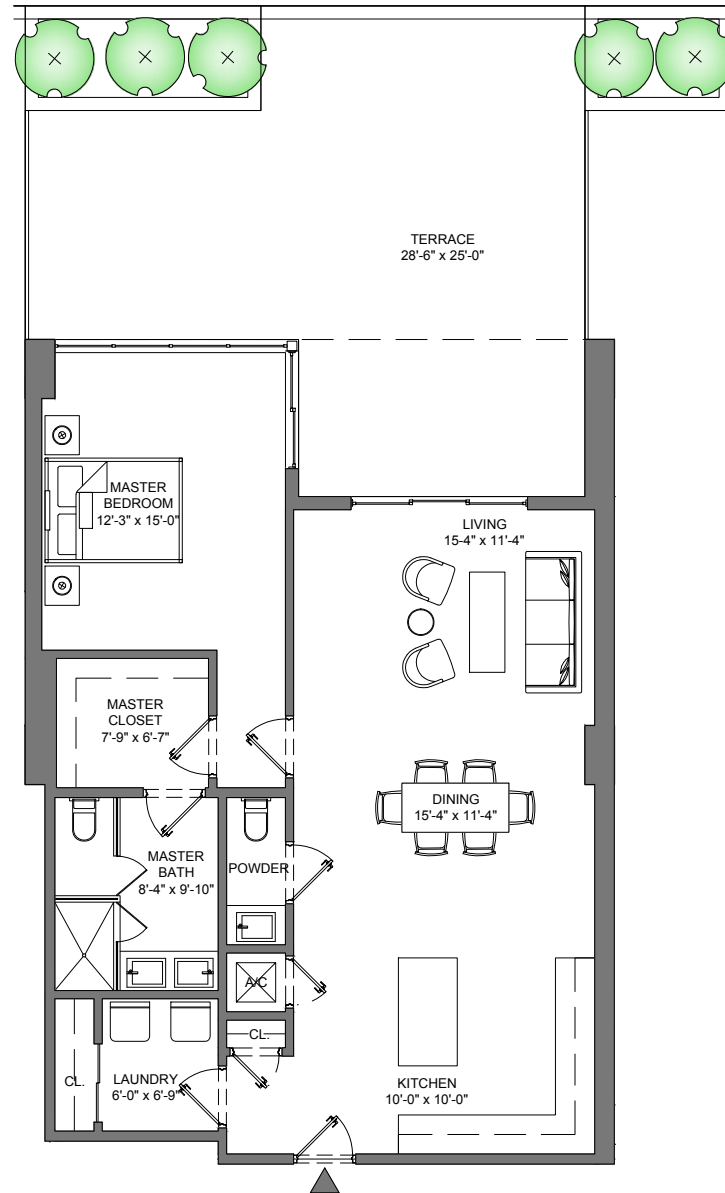 TERRACE
28'-6" x 25'-0"
MASTER
BEDROOM
12'-3" x 15'-0"
LIVING
15-4" x 11'-4"
MASTER
CLOSET
7'-9" x 6'-7"
DINING
15'-4" x 11'-4"
MASTER
BATH
8'-4" x 9'-10"
POWDER
A/C
CL.
CL.
LAUNDRY
6'-0" x 6'-9"
KITCHEN
10'-0" x 10'-0"